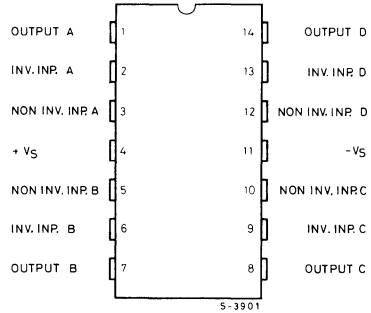 OUTPUT A 1 14 OUTPUT D
INV. INP. A 2 13 INV. INP. D
NON INV. INP. A 3 12 NON INV. INP. D
+ VS 4 11 -VS
NON INV. INP. B 5 10 NON INV. INP. C
INV. INP. B 6 9 INV. INP. C
OUTPUT B 7 8 OUTPUT C
S-3901